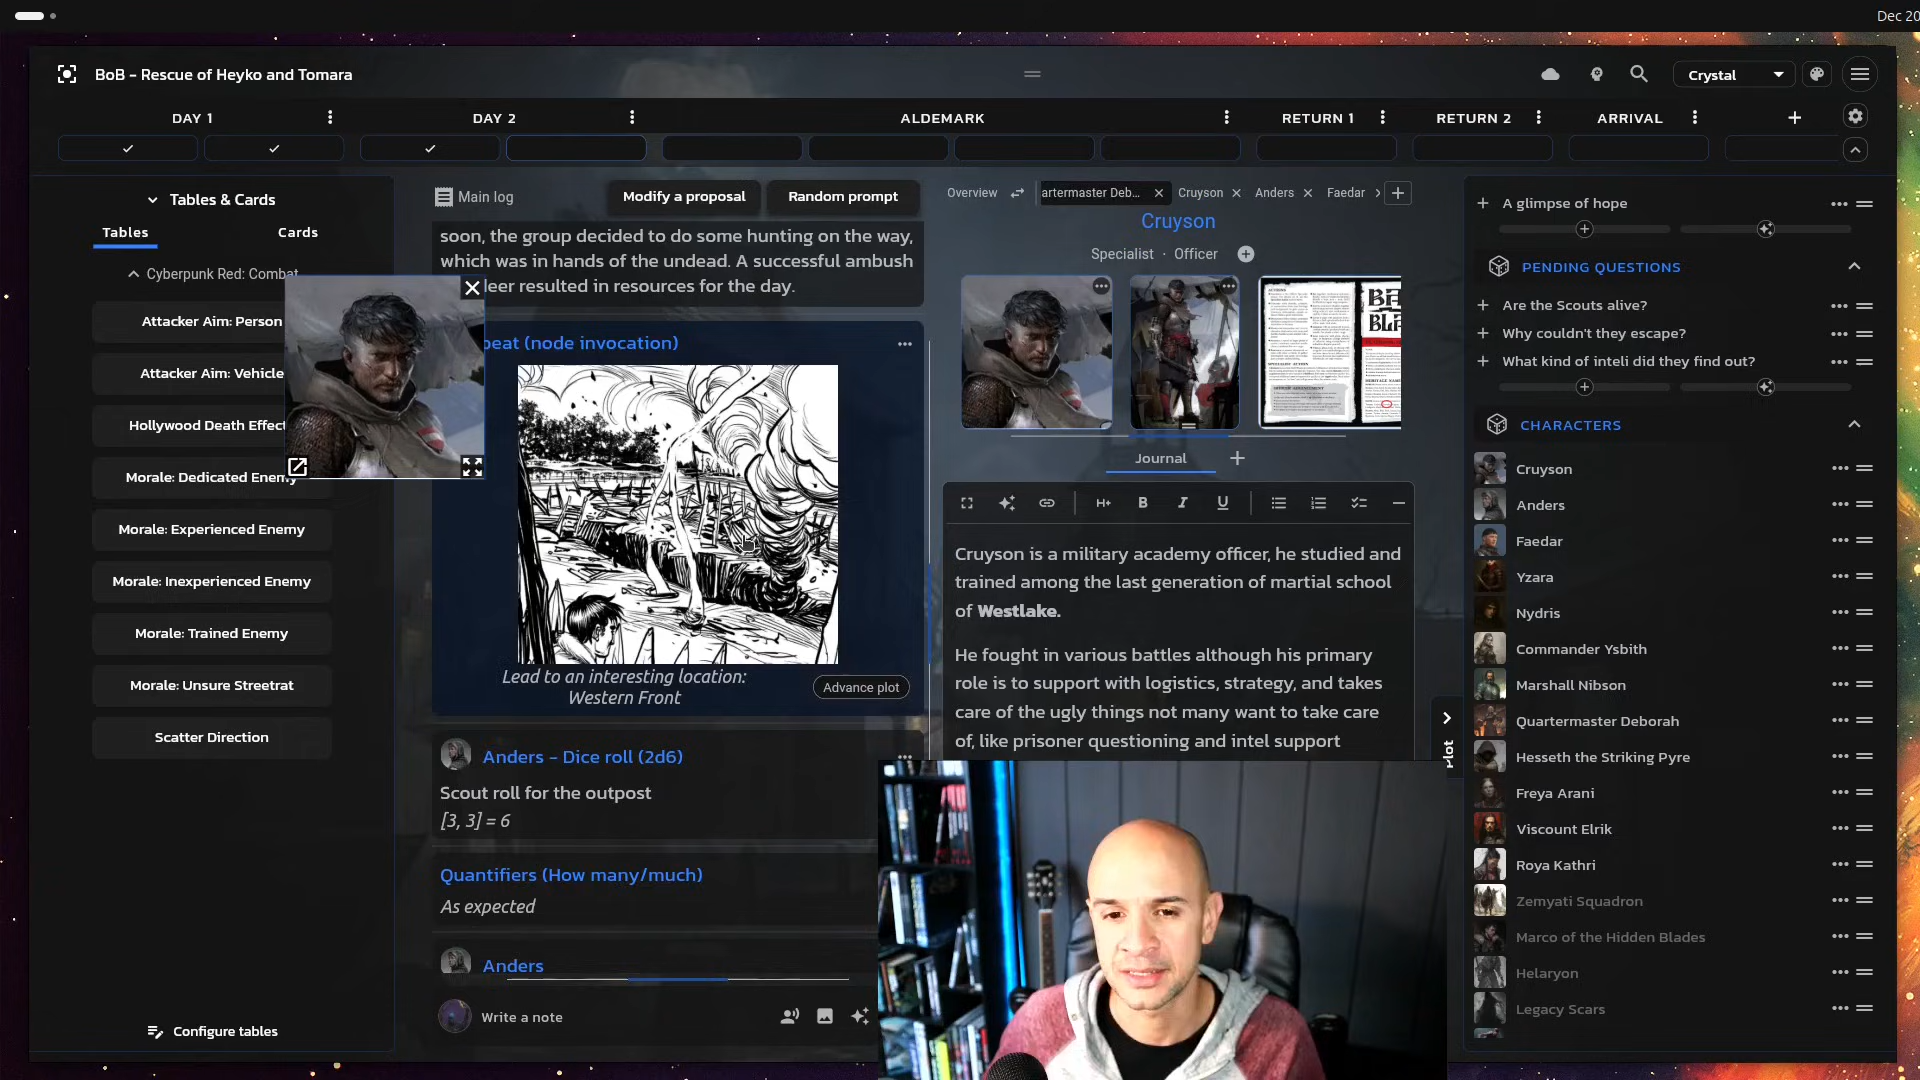 Dec 20
BoB - Rescue of Heyko and Tomara
Crystal
DAY 1
DAY 2
ALDEMARK
RETURN 1
RETURN 2
ARRIVAL
Tables & Cards
Tables
Cards
Cyberpunk Red: Combat
Attacker Aim: Person
Attacker Aim: Vehicle
Hollywood Death Effect
Morale: Dedicated Enemy
Morale: Experienced Enemy
Morale: Inexperienced Enemy
Morale: Trained Enemy
Morale: Unsure Streetrat
Scatter Direction
Configure tables
Main log
Modify a proposal
Random prompt
soon, the group decided to do some hunting on the way,
which was in hands of the undead. A successful ambush
leer resulted in resources for the day.
beat (node invocation)
Lead to an interesting location:
Western Front
Advance plot
Anders - Dice roll (2d6)
Scout roll for the outpost
[3, 3] = 6
Quantifiers (How many/much)
As expected
Anders
Write a note
Overview
artermaster Deb...
Cruyson
Anders
Faedar
Cruyson
Specialist · Officer
Journal
H+
B
I
U
Cruyson is a military academy officer, he studied and
trained among the last generation of martial school
of Westlake.
He fought in various battles although his primary
role is to support with logistics, strategy, and takes
care of the ugly things not many want to take care
of, like prisoner questioning and intel support
Plot
A glimpse of hope
PENDING QUESTIONS
Are the Scouts alive?
Why couldn't they escape?
What kind of inteli did they find out?
CHARACTERS
Cruyson
Anders
Faedar
Yzara
Nydris
Commander Ysbith
Marshall Nibson
Quartermaster Deborah
Hesseth the Striking Pyre
Freya Arani
Viscount Elrik
Roya Kathri
Zemyati Squadron
Marco of the Hidden Blades
Helaryon
Legacy Scars